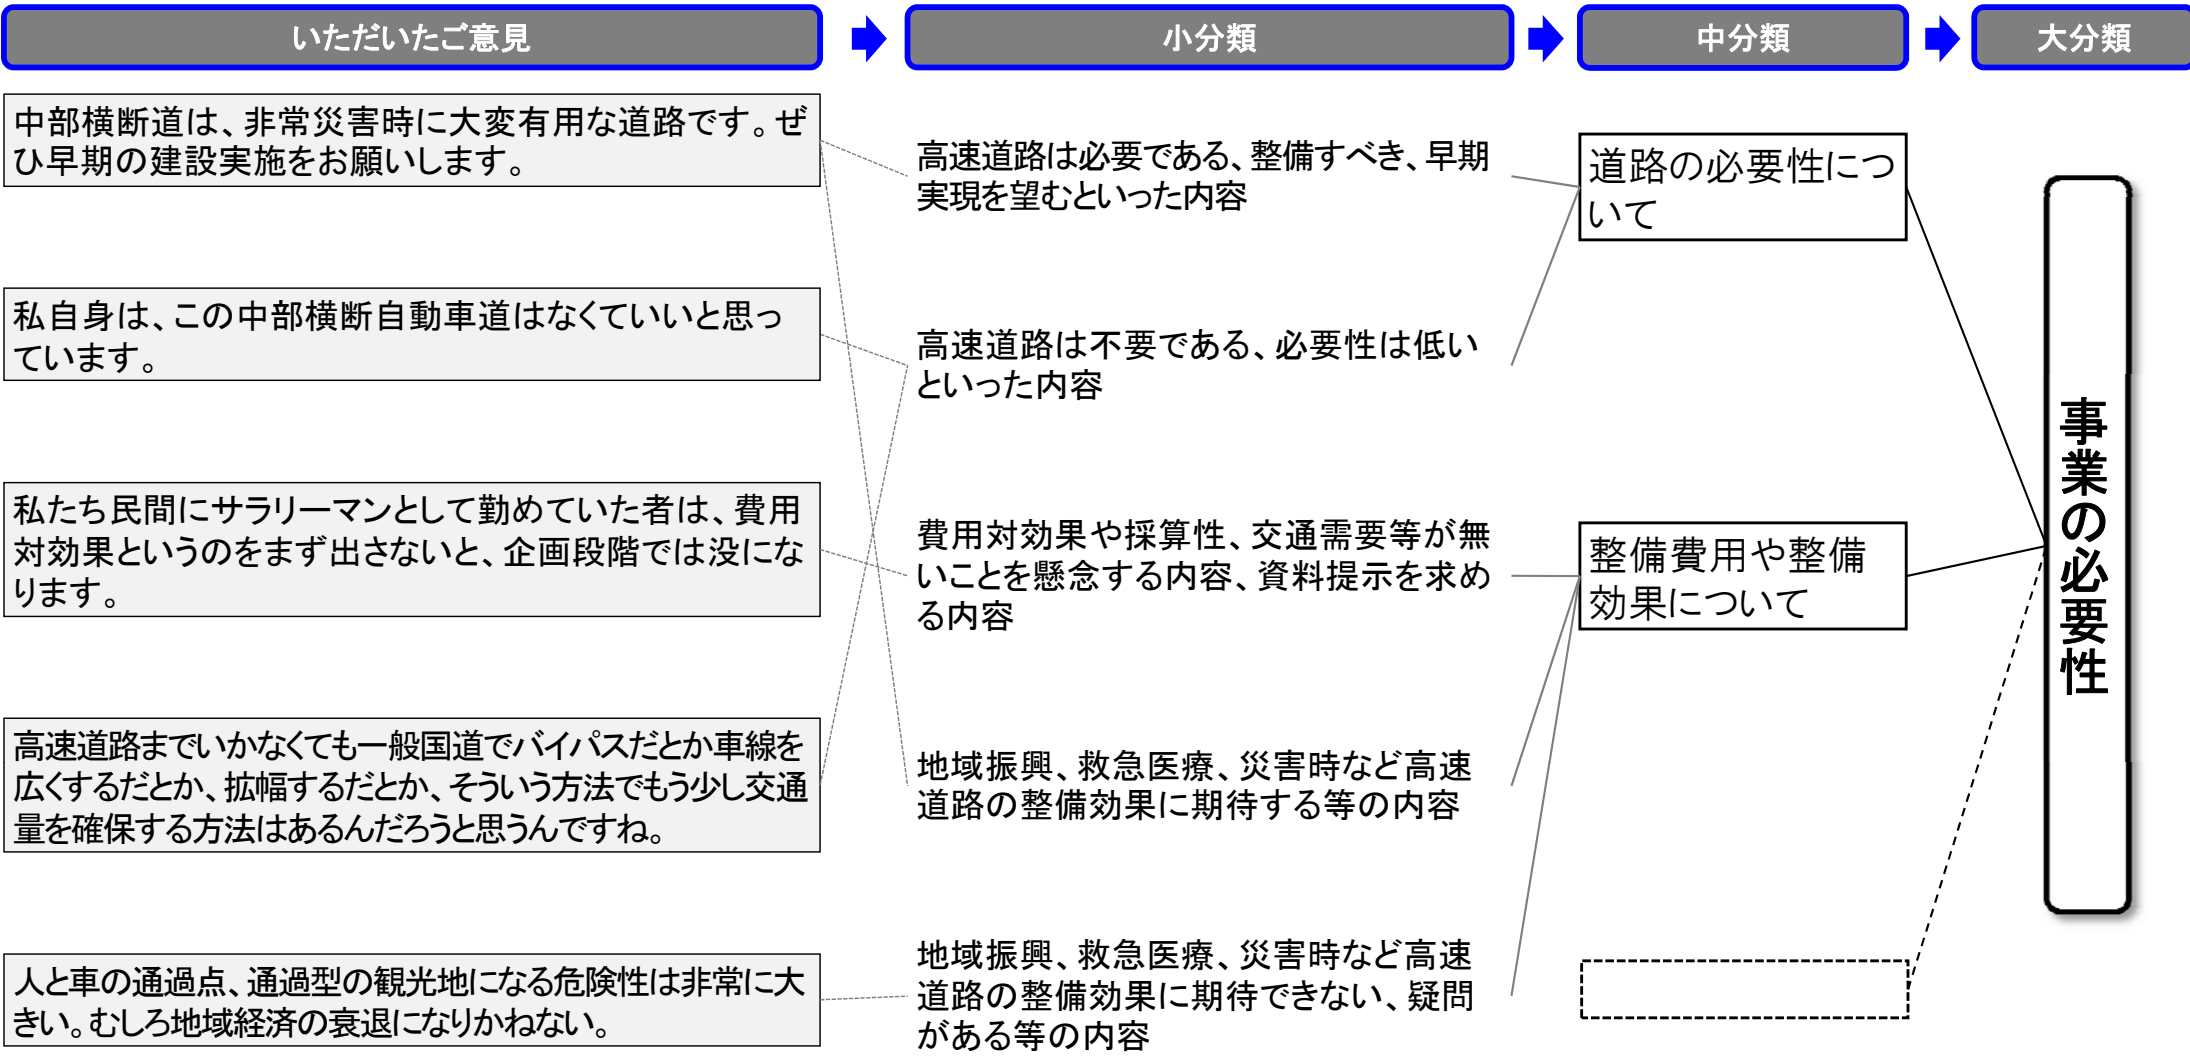 いただいたご意見
小分類
中分類
大分類
中部横断道は、非常災害時に大変有用な道路です。ぜ
ひ早期の建設実施をお願いします。
高速道路は必要である、整備すべき、早期
実現を望むといった内容
道路の必要性につ
いて
私自身は、この中部横断自動車道はなくていいと思っ
ています。
高速道路は不要である、必要性は低い
といった内容
私たち民間にサラリーマンとして勤めていた者は、費用
対効果というのをまず出さないと、企画段階では没にな
ります。
費用対効果や採算性、交通需要等が無
いことを懸念する内容、資料提示を求め
る内容
整備費用や整備
効果について
高速道路までいかなくても一般国道でバイパスだとか車線を
広くするだとか、拡幅するだとか、そういう方法でもう少し交通
量を確保する方法はあるんだろうと思うんですね。
地域振興、救急医療、災害時など高速
道路の整備効果に期待する等の内容
人と車の通過点、通過型の観光地になる危険性は非常に大
きい。むしろ地域経済の衰退になりかねない。
地域振興、救急医療、災害時など高速
道路の整備効果に期待できない、疑問
がある等の内容
事業の必要性